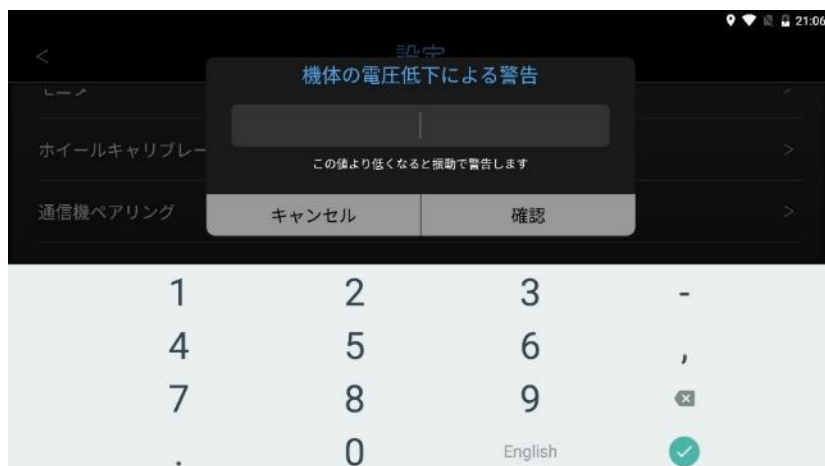 21:06
<
設定
機体の電圧低下による警告
ホイールキャリブレー
>
この値より低くなると振動で警告します
通信機ペアリング
キャンセル
確認
>
1 2 3 -
4 5 6 ,
7 8 9
. 0 English